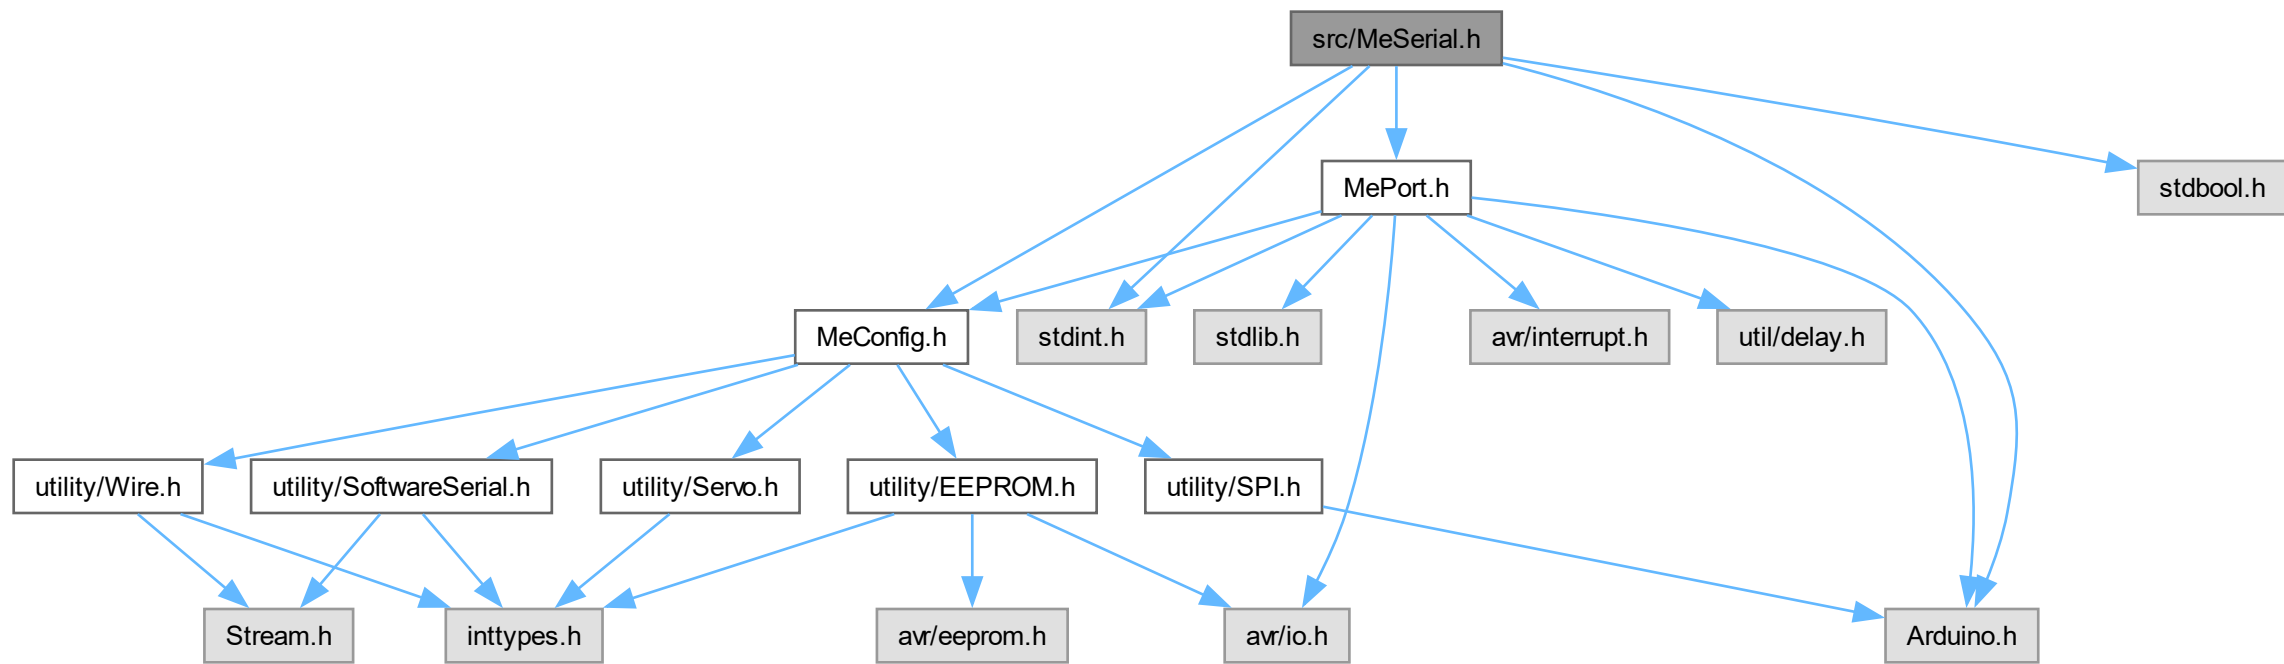 src/MeSerial.h
MePort.h
stdbool.h
MeConfig.h
stdint.h
stdlib.h
avr/interrupt.h
util/delay.h
utility/Wire.h
utility/SoftwareSerial.h
utility/Servo.h
utility/EEPROM.h
utility/SPI.h
Stream.h
inttypes.h
avr/eeprom.h
avr/io.h
Arduino.h